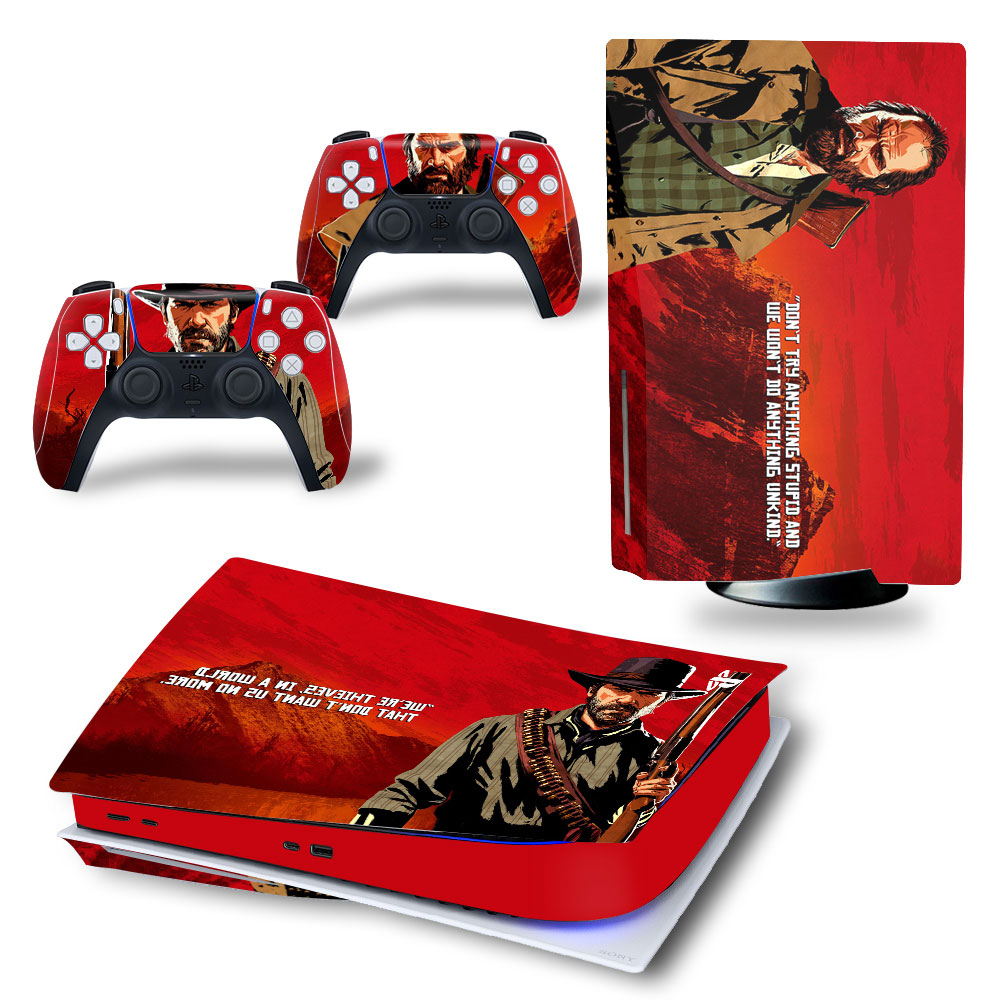 "DON'T TRY ANYTHING STUPID AND
WE WON'T DO ANYTHING UNKIND."
"WE'RE THIEVES, IN A WORLD
THAT DON'T WANT US NO MORE.
SONY